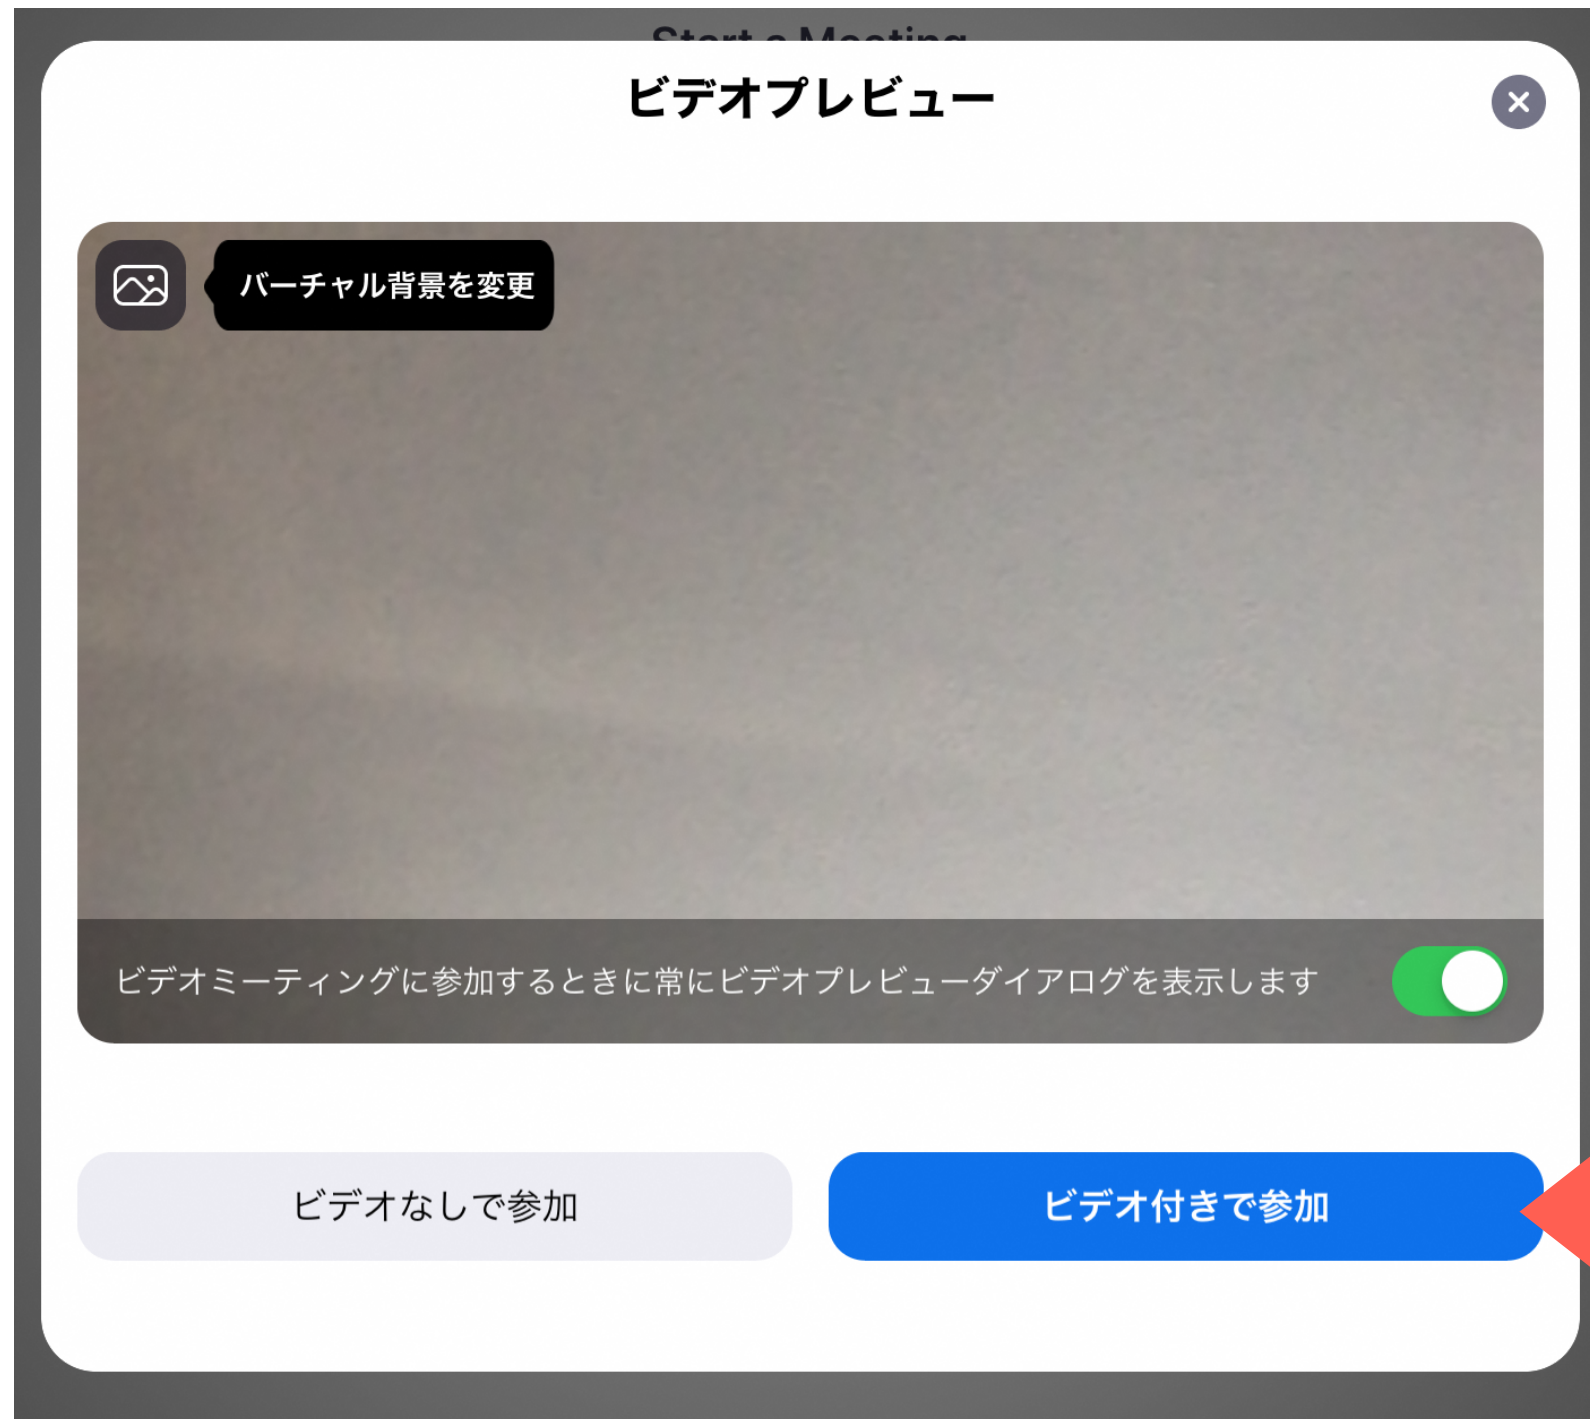 Start a Meeting
ビデオプレビュー
バーチャル背景を変更
ビデオミーティングに参加するときに常にビデオプレビューダイアログを表示します
ビデオなしで参加
ビデオ付きで参加